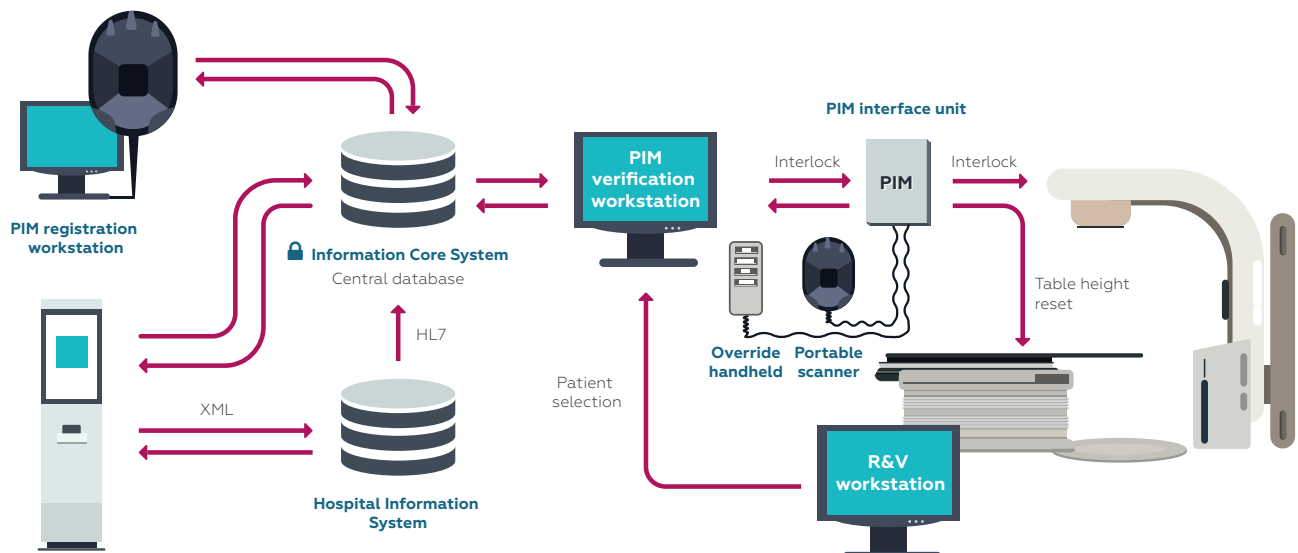 PIM registration
workstation
XML
Information Core System
Central database
HL7
Hospital Information
System
PIM
verification
workstation
Patient
selection
PIM interface unit
Interlock
PIM
Interlock
Override
handheld
Portable
scanner
Table height
reset
R&V
workstation